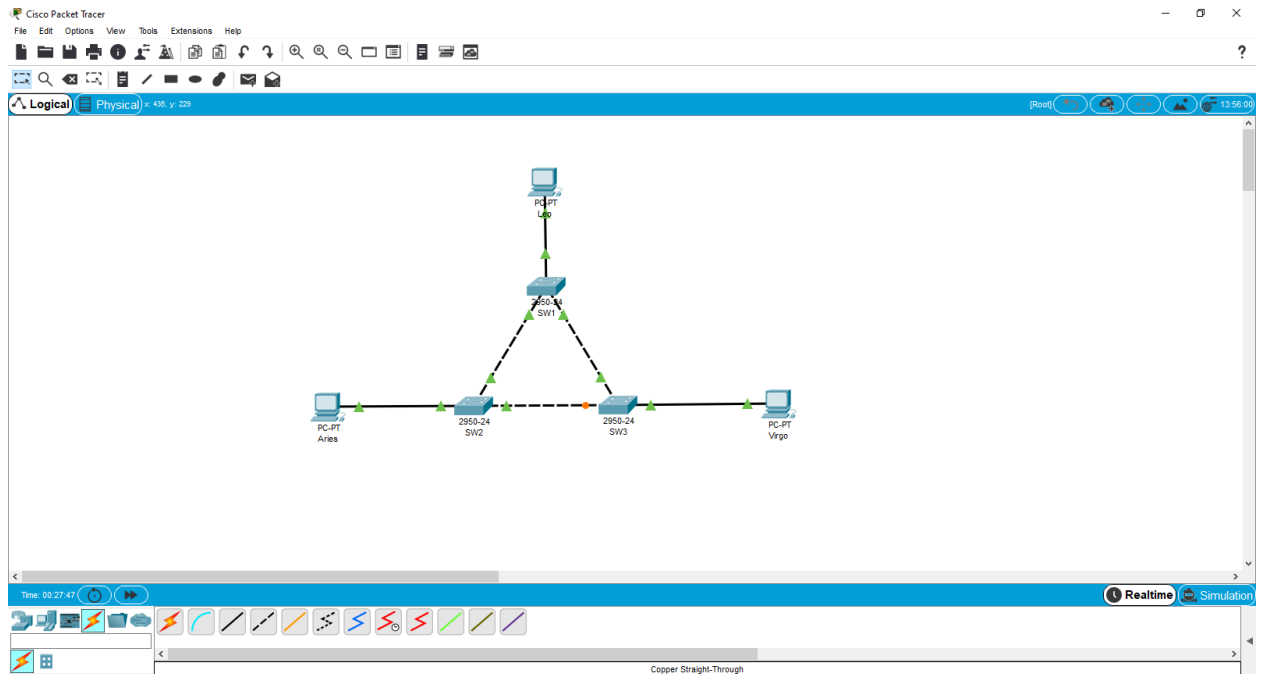 Cisco Packet Tracer
File Edit Options View Tools Extensions Help
?
Logical Physical x: 436, y: 229 [Root] 13:56:00
PC-PT
Leo
2950-24
SW1
PC-PT
Aries
2950-24
SW2
2950-24
SW3
PC-PT
Virgo
Time: 00:27:47 Realtime Simulation
Copper Straight-Through